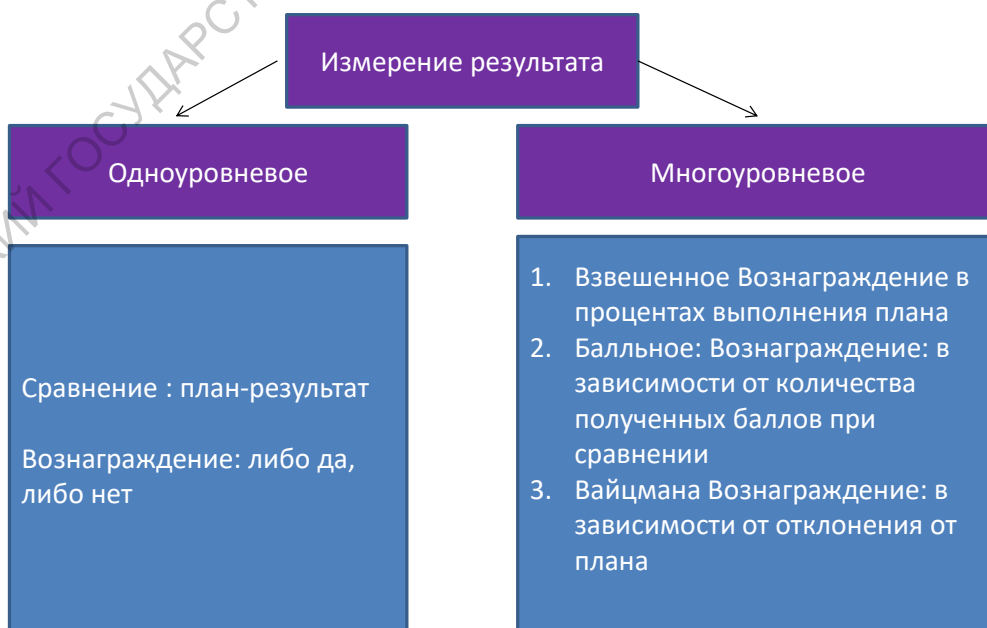 Измерение результата
Одноуровневое
Многоуровневое
Сравнение : план-результат
Вознаграждение: либо да,
либо нет
1. Взвешенное Вознаграждение в
процентах выполнения плана
2. Балльное: Вознаграждение: в
зависимости от количества
полученных баллов при
сравнении
3. Вайцмана Вознаграждение: в
зависимости от отклонения от
плана